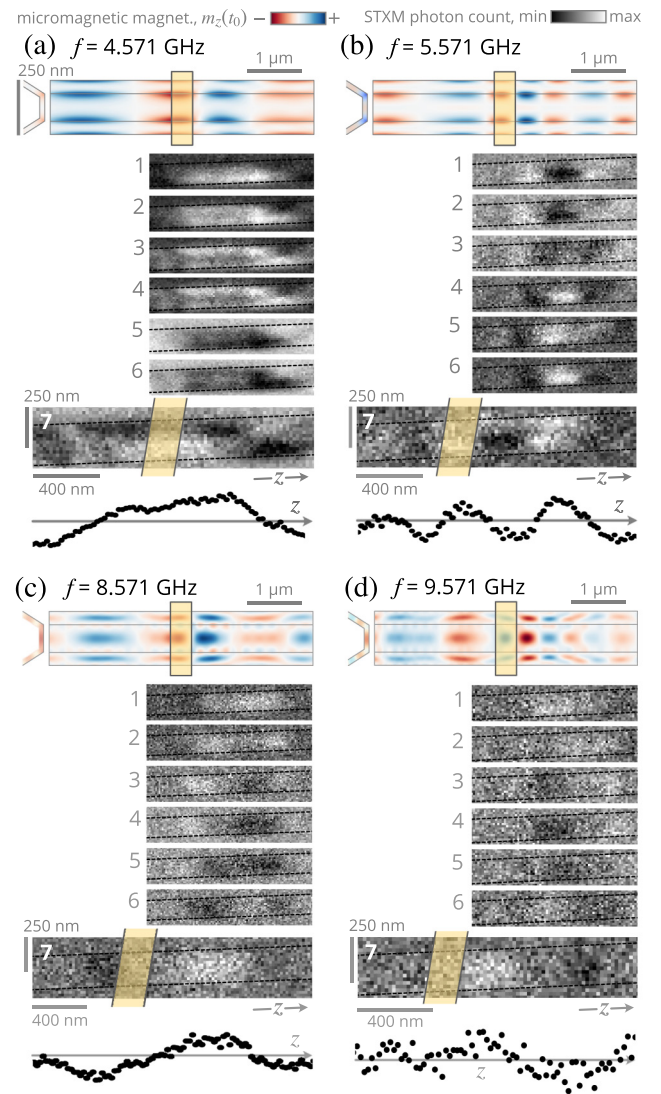 micromagnetic magnet., m_z(t_0) − + STXM photon count, min max
(a) f = 4.571 GHz 1 μm
250 nm
1
2
3
4
5
6
250 nm
7
400 nm
z
z
(b) f = 5.571 GHz 1 μm
1
2
3
4
5
6
250 nm
7
400 nm
z
z
(c) f = 8.571 GHz 1 μm
1
2
3
4
5
6
250 nm
7
400 nm
z
z
(d) f = 9.571 GHz 1 μm
1
2
3
4
5
6
250 nm
7
400 nm
z
z